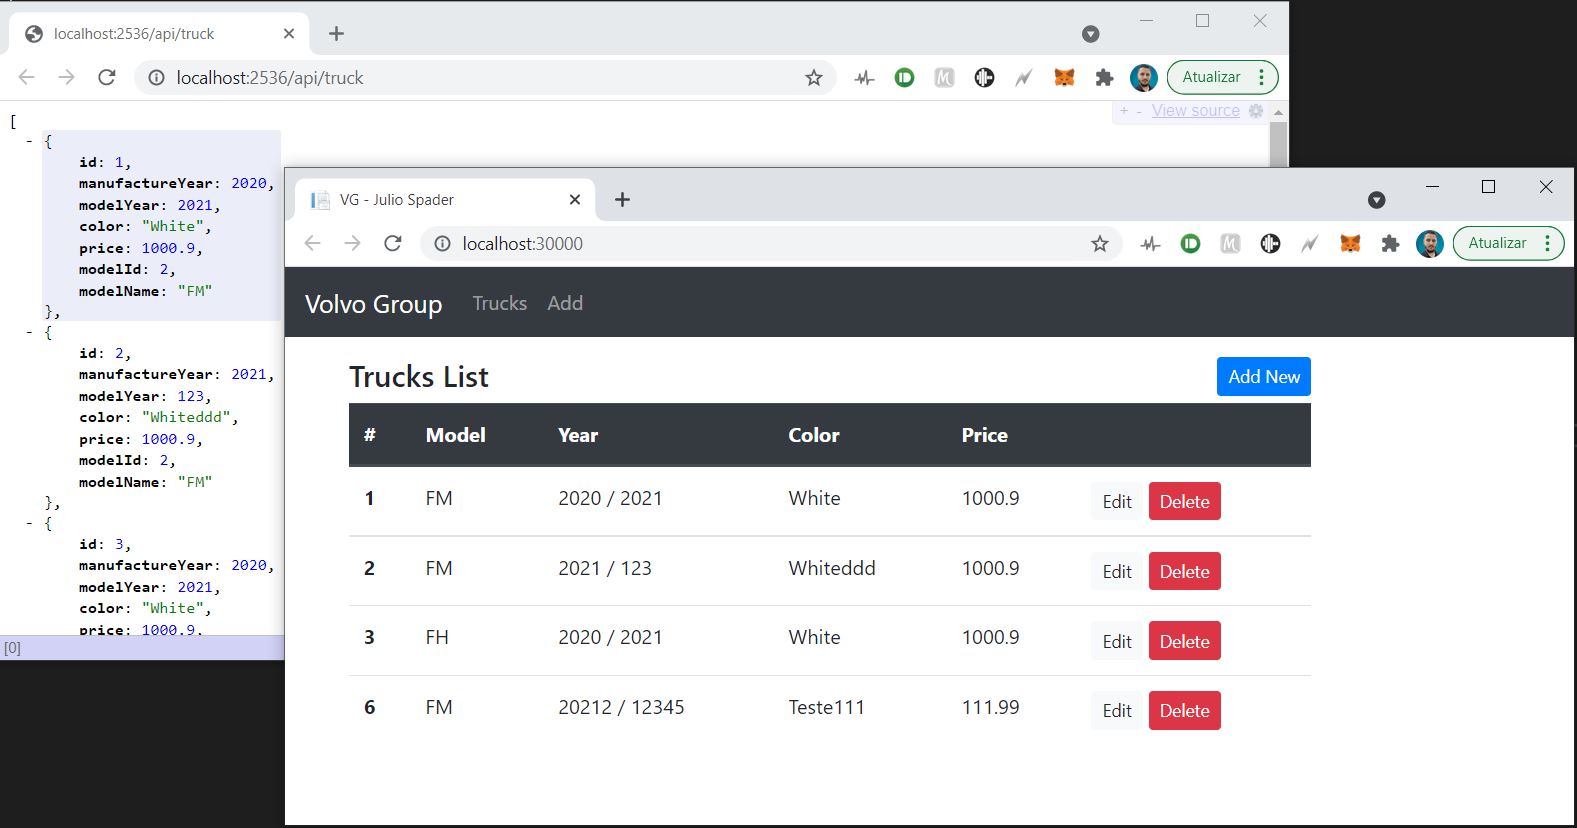 localhost:2536/api/truck
localhost:2536/api/truck
Atualizar
+ - View source
[
- {
id: 1,
manufactureYear: 2020,
modelYear: 2021,
color: "White",
price: 1000.9,
modelId: 2,
modelName: "FM"
},
- {
id: 2,
manufactureYear: 2021,
modelYear: 123,
color: "Whiteddd",
price: 1000.9,
modelId: 2,
modelName: "FM"
},
- {
id: 3,
manufactureYear: 2020,
modelYear: 2021,
color: "White",
price: 1000.9,
[0]
VG - Julio Spader
localhost:30000
Atualizar
Volvo Group Trucks Add
Trucks List Add New
# Model Year Color Price
1 FM 2020 / 2021 White 1000.9 Edit Delete
2 FM 2021 / 123 Whiteddd 1000.9 Edit Delete
3 FH 2020 / 2021 White 1000.9 Edit Delete
6 FM 20212 / 12345 Teste111 111.99 Edit Delete